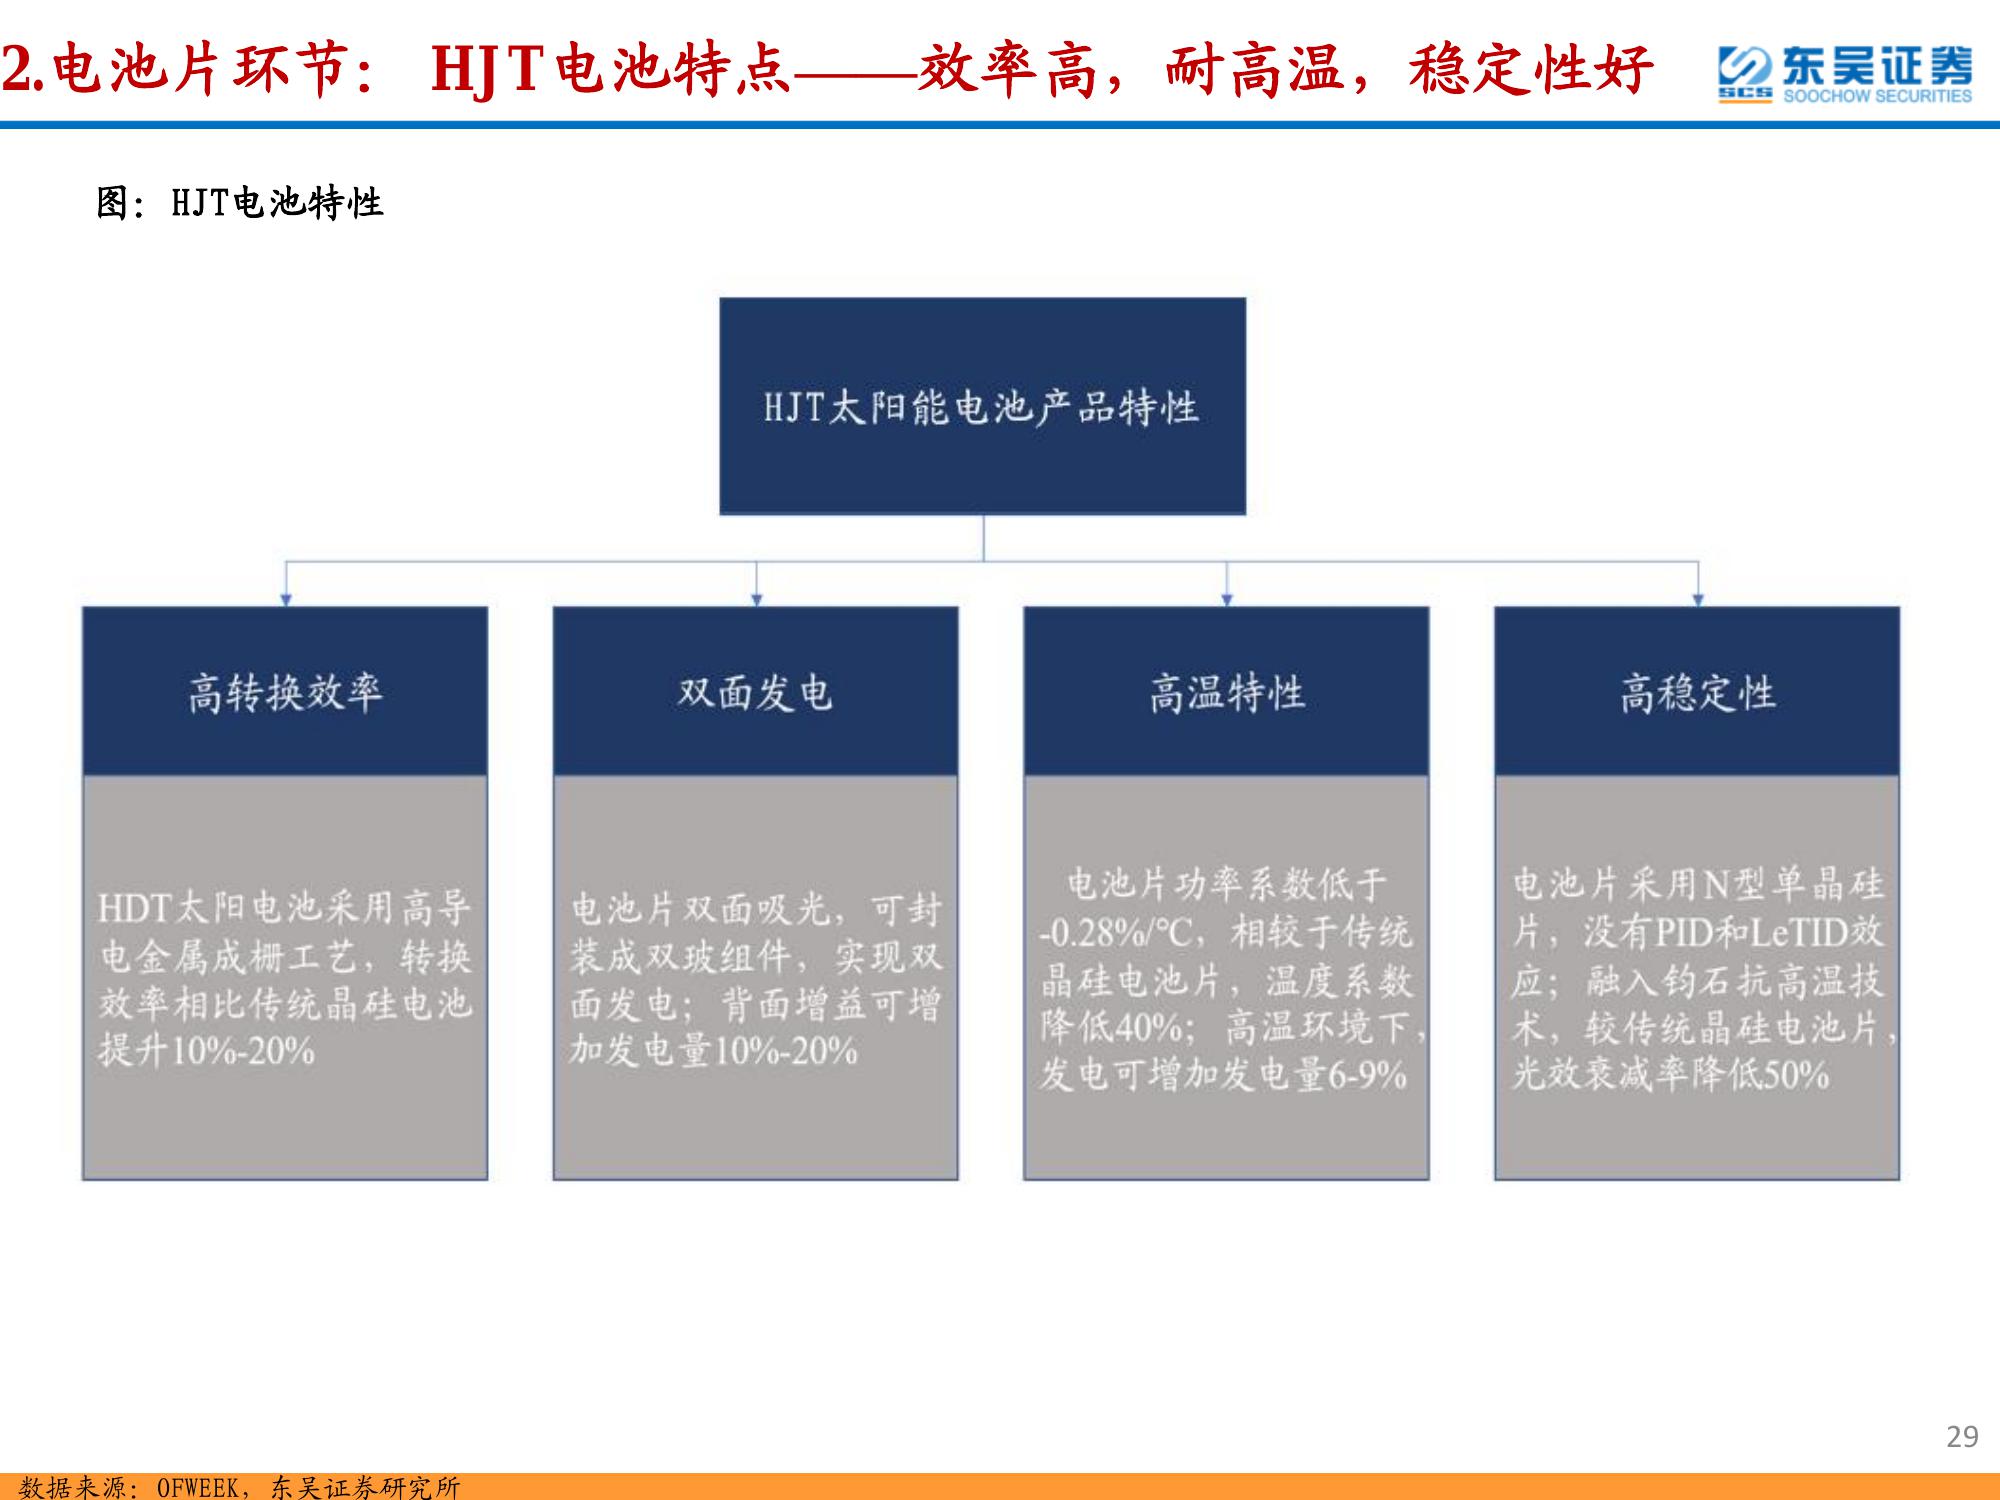 2.电池片环节： HJT电池特点——效率高，耐高温，稳定性好
东吴证券
SCS SOOCHOW SECURITIES
图：HJT电池特性
HJT太阳能电池产品特性
高转换效率
HDT太阳电池采用高导
电金属成栅工艺，转换
效率相比传统晶硅电池
提升10%-20%
双面发电
电池片双面吸光，可封
装成双玻组件，实现双
面发电；背面增益可增
加发电量10%-20%
高温特性
电池片功率系数低于
-0.28%/℃，相较于传统
晶硅电池片，温度系数
降低40%；高温环境下，
发电可增加发电量6-9%
高稳定性
电池片采用N型单晶硅
片，没有PID和LeTID效
应；融入钧石抗高温技
术，较传统晶硅电池片，
光效衰减率降低50%
29
数据来源：OFWEEK，东吴证券研究所